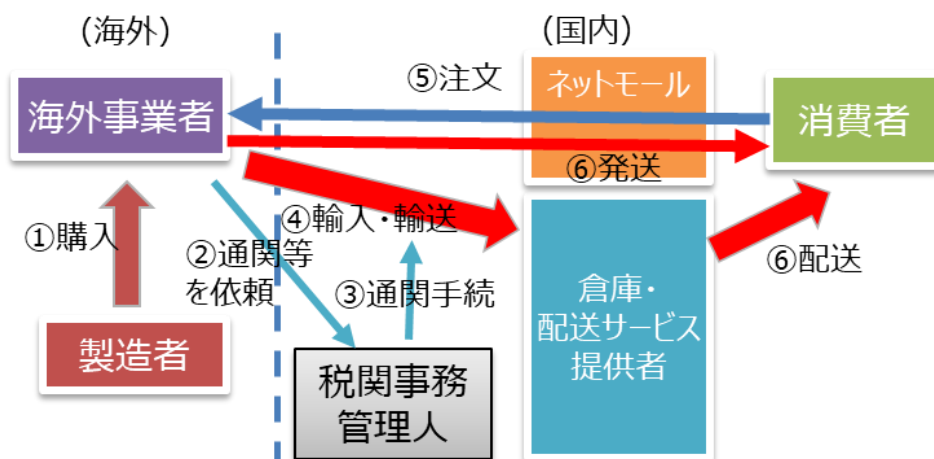 (海外)
(国内)
海外事業者
⑤注文
ネットモール
消費者
⑥発送
①購入
②通関等
を依頼
④輸入・輸送
③通関手続
⑥配送
倉庫・
配送サービス
提供者
製造者
税関事務
管理人